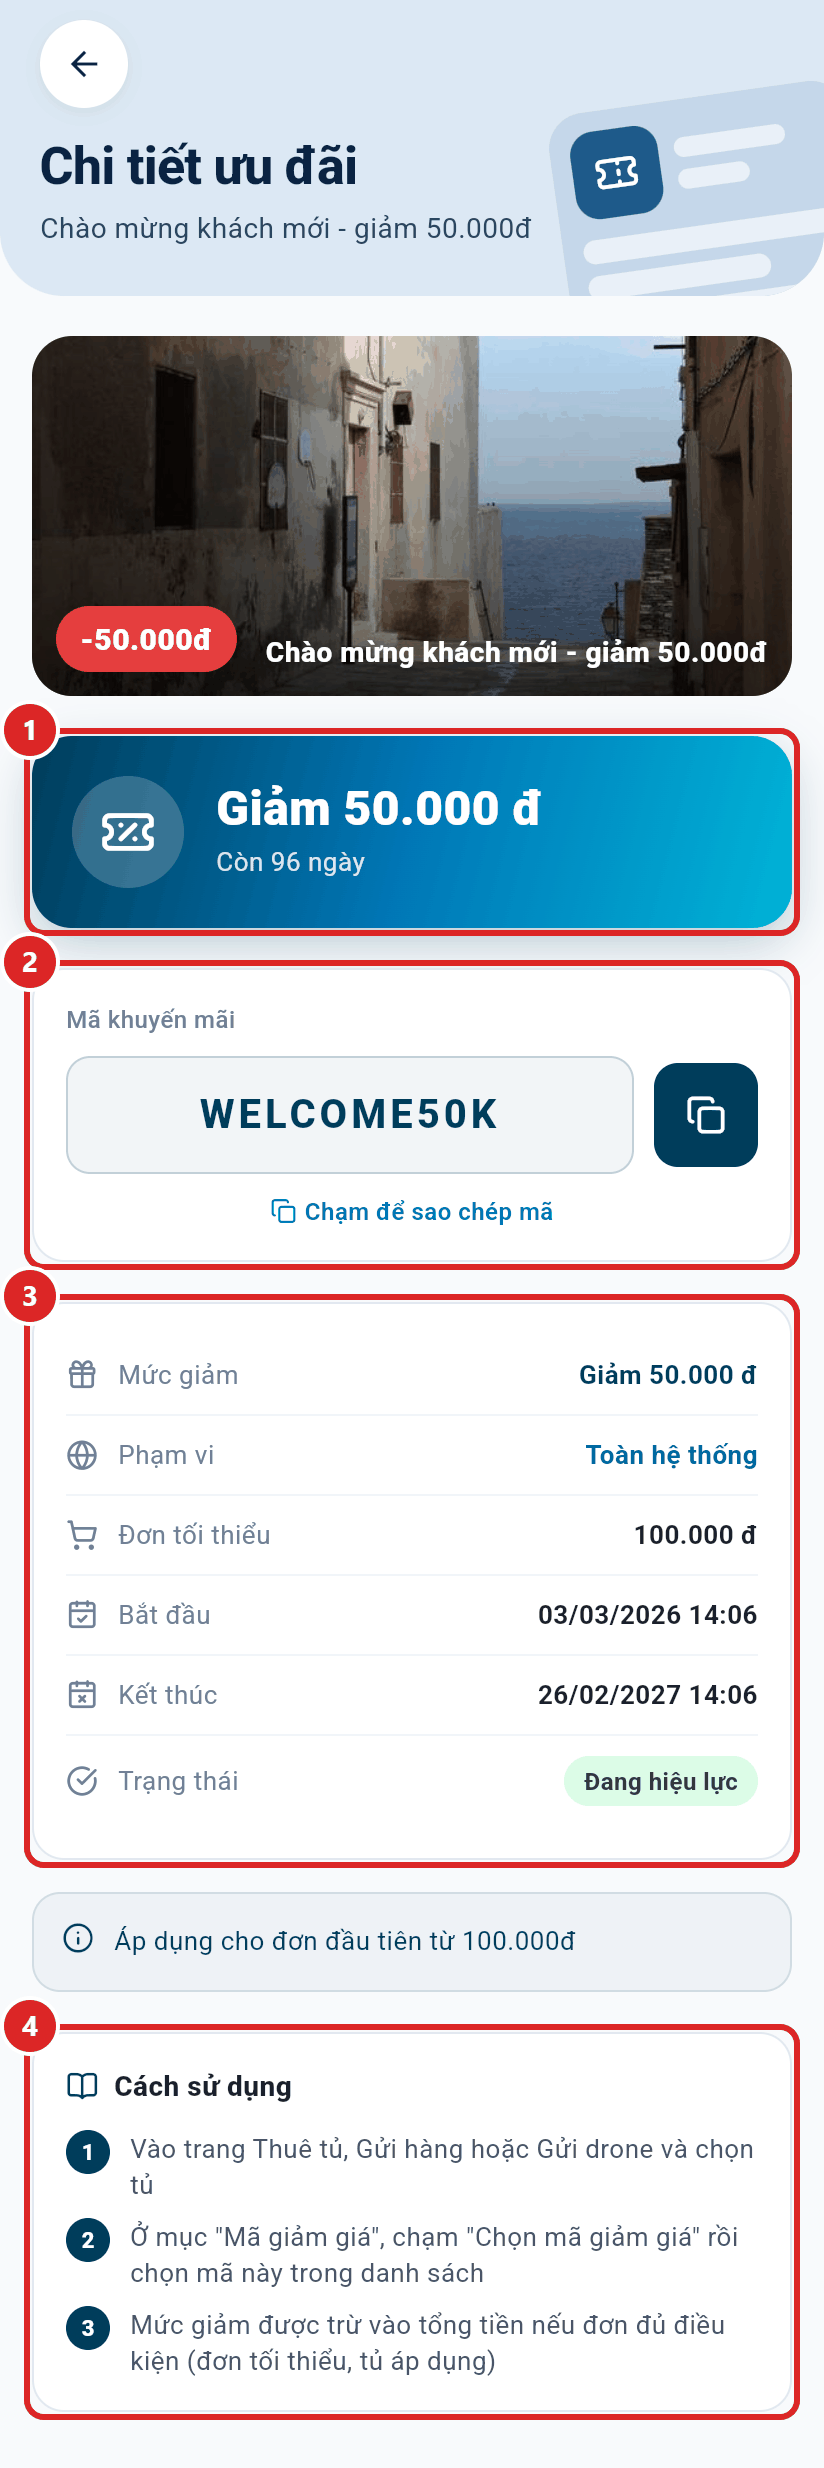 Chi tiết ưu đãi
Chào mừng khách mới - giảm 50.000đ
-50.000đ
Chào mừng khách mới - giảm 50.000đ
1
Giảm 50.000 đ
Còn 96 ngày
2
Mã khuyến mãi
WELCOME50K
Chạm để sao chép mã
3
Mức giảm
Giảm 50.000 đ
Phạm vi
Toàn hệ thống
Đơn tối thiểu
100.000 đ
Bắt đầu
03/03/2026 14:06
Kết thúc
26/02/2027 14:06
Trạng thái
Đang hiệu lực
Áp dụng cho đơn đầu tiên từ 100.000đ
4
Cách sử dụng
1 Vào trang Thuê tủ, Gửi hàng hoặc Gửi drone và chọn
tủ
2 Ở mục "Mã giảm giá", chạm "Chọn mã giảm giá" rồi
chọn mã này trong danh sách
3 Mức giảm được trừ vào tổng tiền nếu đơn đủ điều
kiện (đơn tối thiểu, tủ áp dụng)